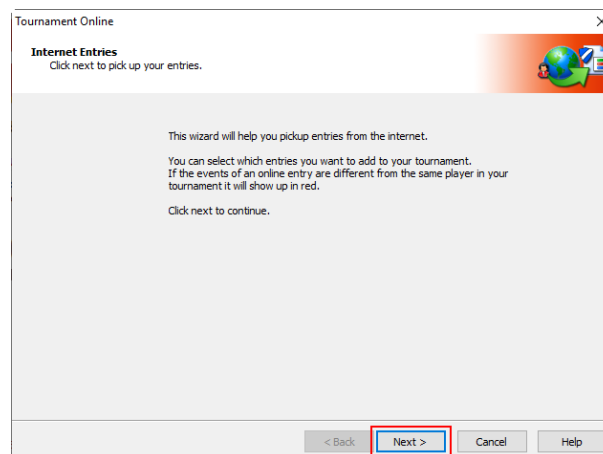 Tournament Online
Internet Entries
Click next to pick up your entries.
This wizard will help you pickup entries from the internet.
You can select which entries you want to add to your tournament.
If the events of an online entry are different from the same player in your
tournament it will show up in red.
Click next to continue.
< Back Next > Cancel Help